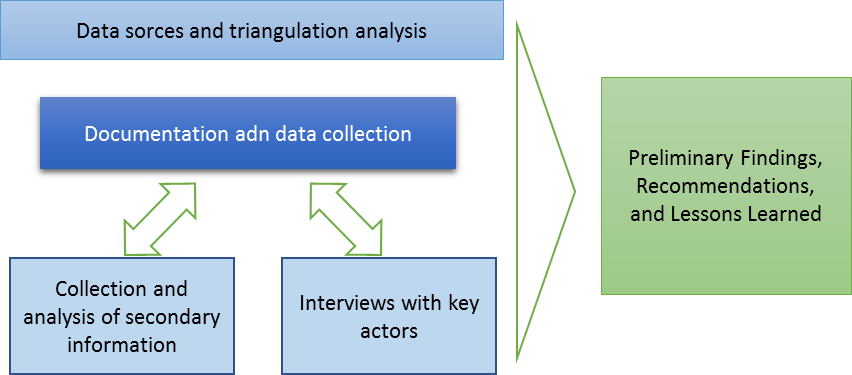 Data sorces and triangulation analysis
Documentation adn data collection
Collection and
analysis of secondary
information
Interviews with key
actors
Preliminary Findings,
Recommendations,
and Lessons Learned